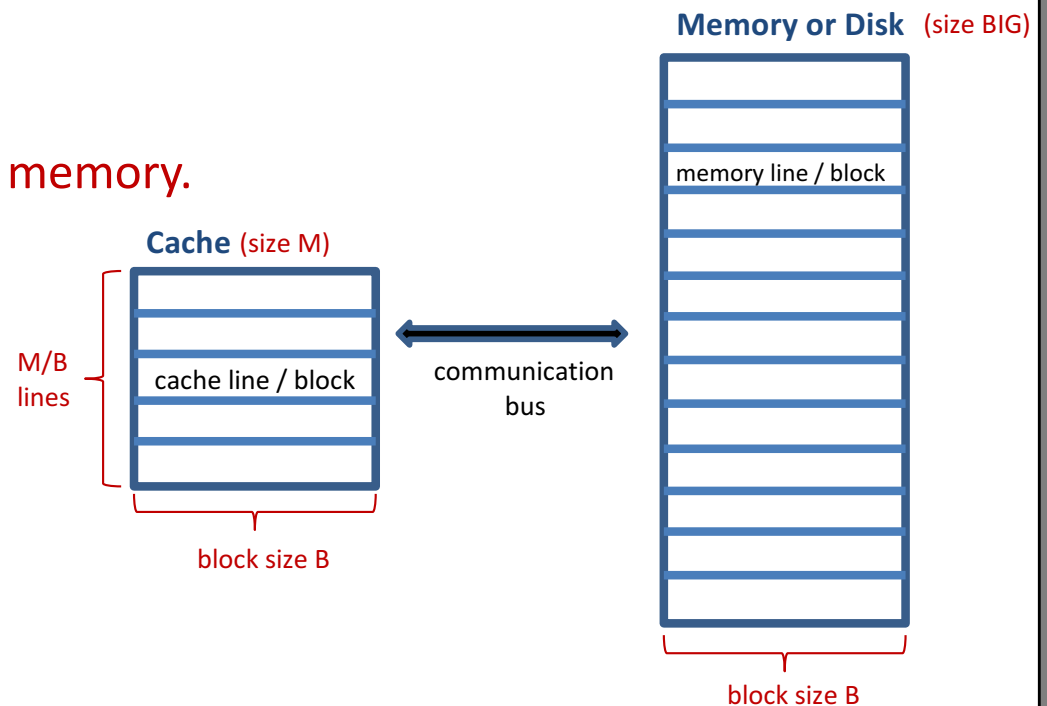 Memory or Disk (size BIG)
memory line / block
memory.
Cache (size M)
M/B
lines
cache line / block
communication
bus
block size B
block size B